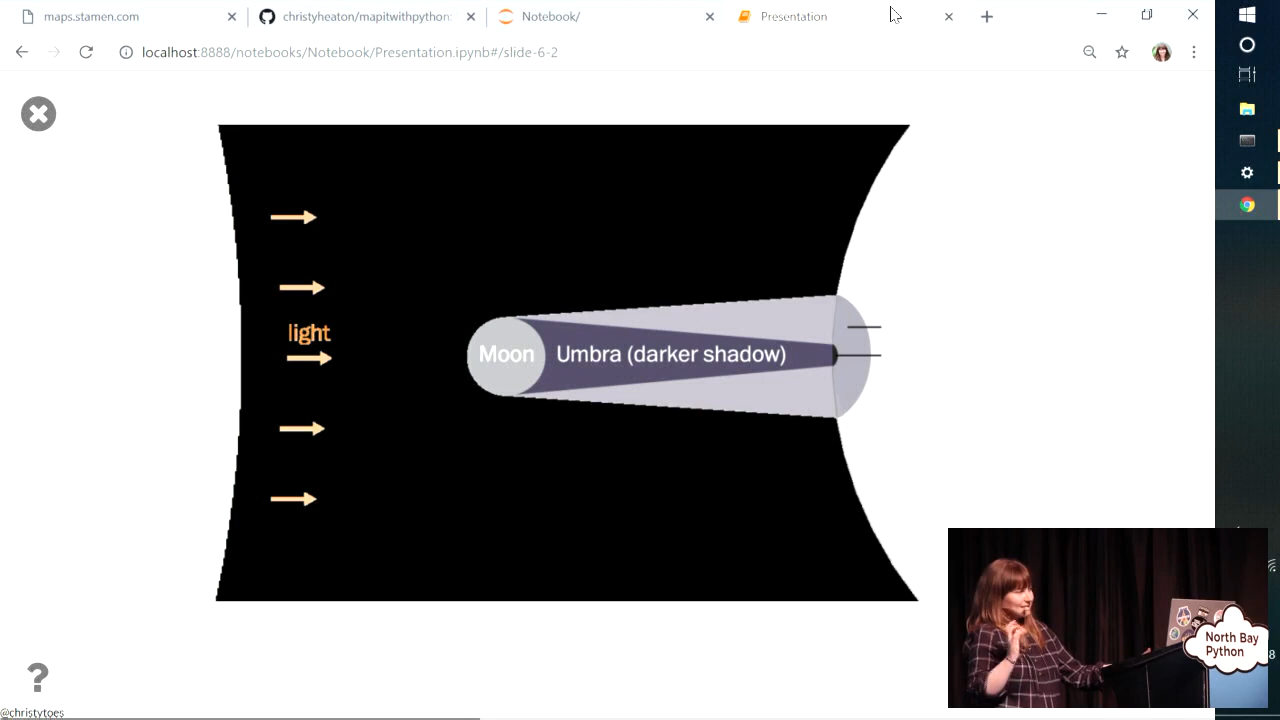 maps.stamen.com
christyheaton/mapitwithpython:
Notebook/
Presentation
localhost:8888/notebooks/Notebook/Presentation.ipynb#/slide-6-2
light
Moon
Umbra (darker shadow)
North Bay
Python
8
?
@christytoes